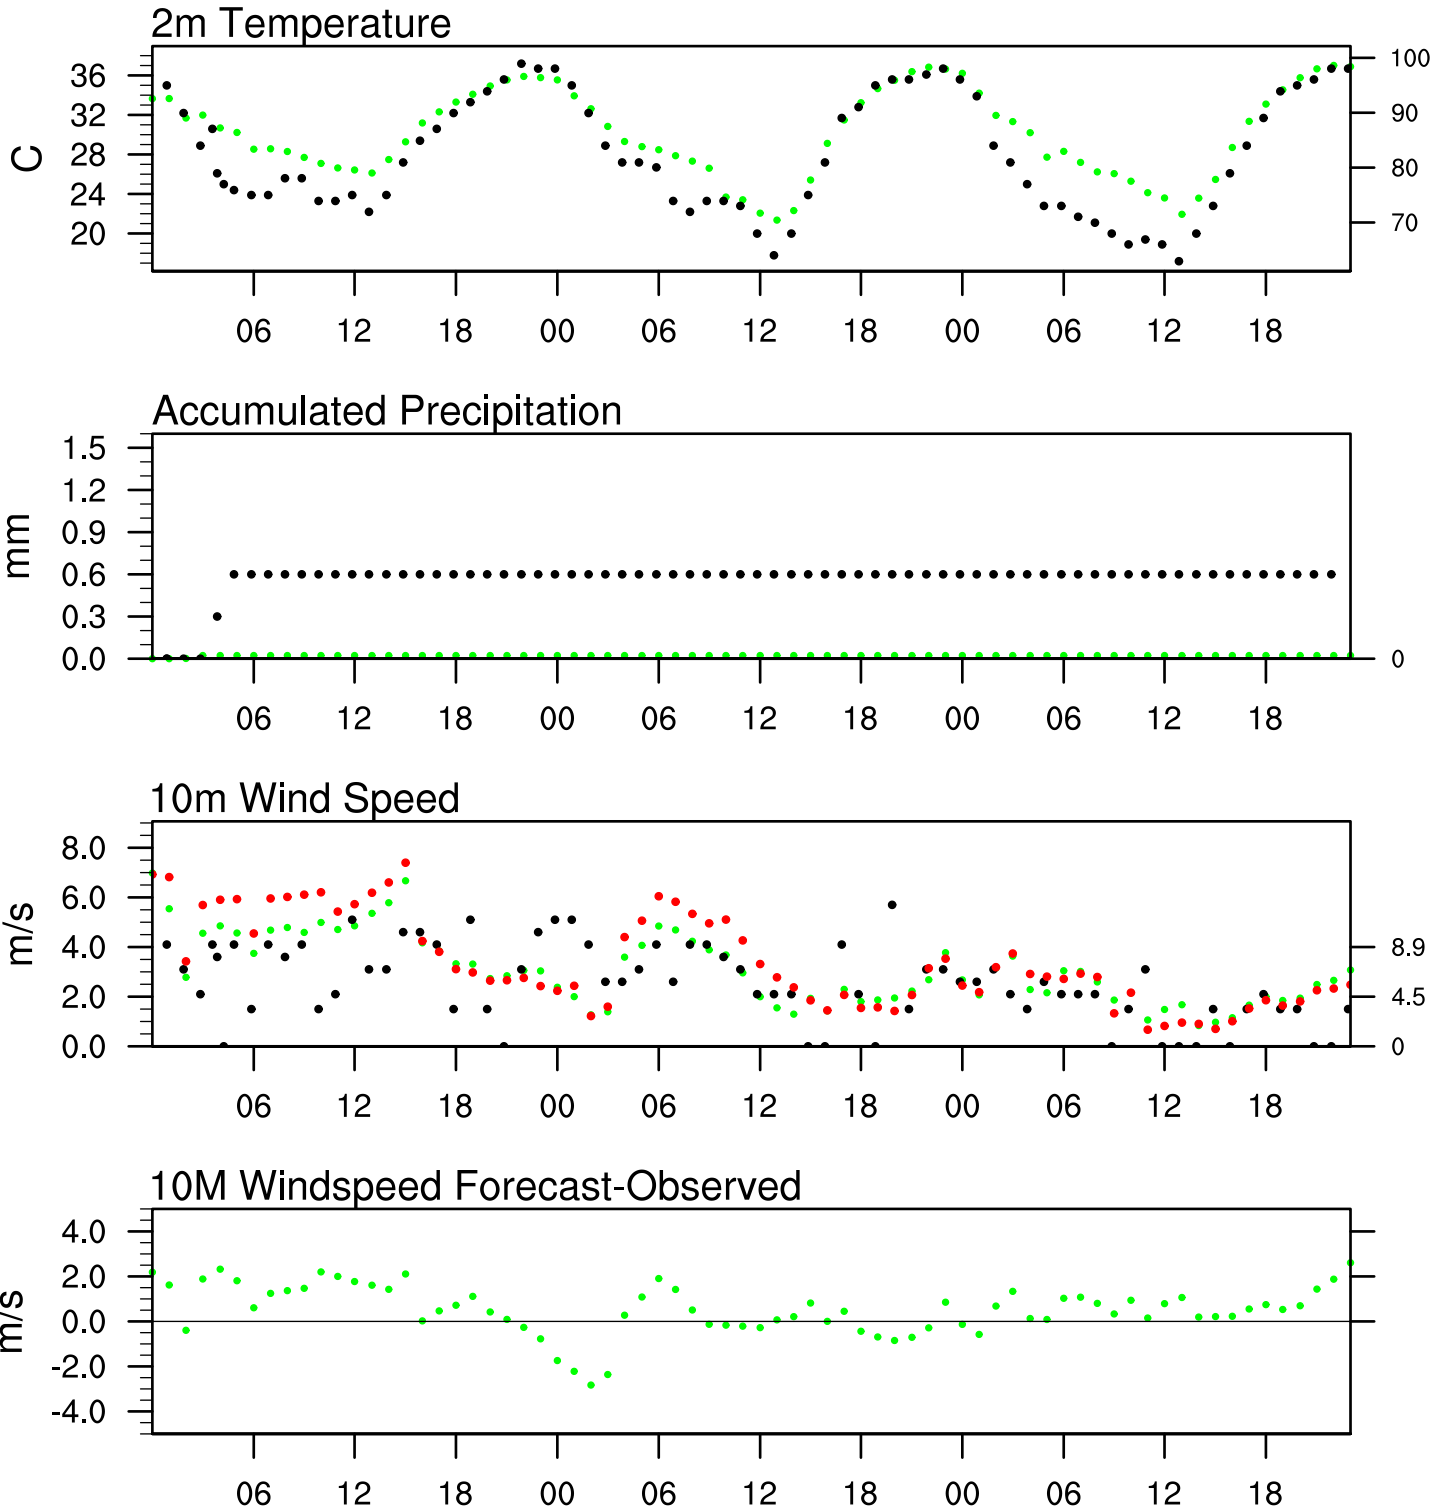 2m Temperature
C
36
32
28
24
20
100
90
80
70
06 12 18 00 06 12 18 00 06 12 18
Accumulated Precipitation
mm
1.5
1.2
0.9
0.6
0.3
0.0
0
06 12 18 00 06 12 18 00 06 12 18
10m Wind Speed
m/s
8.0
6.0
4.0
2.0
0.0
8.9
4.5
0
06 12 18 00 06 12 18 00 06 12 18
10M Windspeed Forecast-Observed
m/s
4.0
2.0
0.0
-2.0
-4.0
06 12 18 00 06 12 18 00 06 12 18